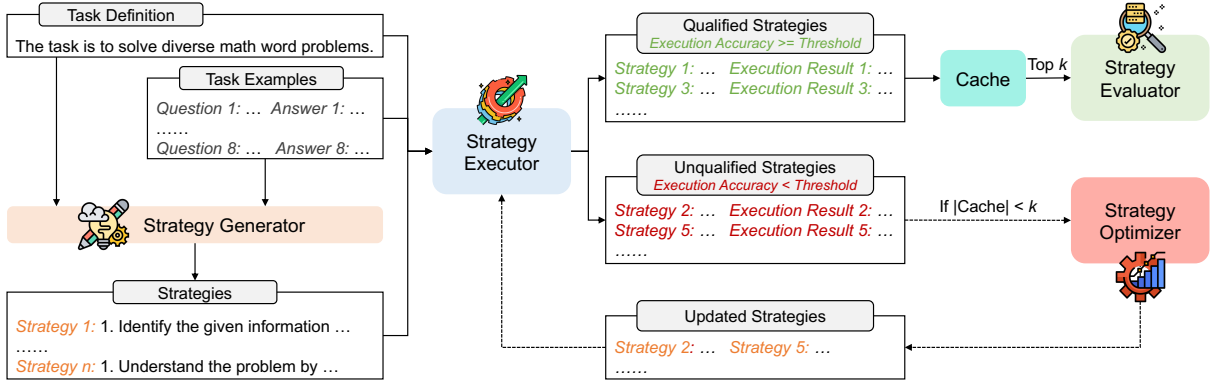 Task Definition
The task is to solve diverse math word problems.
Task Examples
Question 1: … Answer 1: …
……
Question 8: … Answer 8: …
Strategy Generator
Strategies
Strategy 1: 1. Identify the given information …
……
Strategy n: 1. Understand the problem by …
Strategy
Executor
Qualified Strategies
Execution Accuracy >= Threshold
Strategy 1: … Execution Result 1: …
Strategy 3: … Execution Result 3: …
……
Cache
Top k
Strategy
Evaluator
Unqualified Strategies
Execution Accuracy < Threshold
Strategy 2: … Execution Result 2: …
Strategy 5: … Execution Result 5: …
……
If |Cache| < k
Strategy
Optimizer
Updated Strategies
Strategy 2: … Strategy 5: …
……